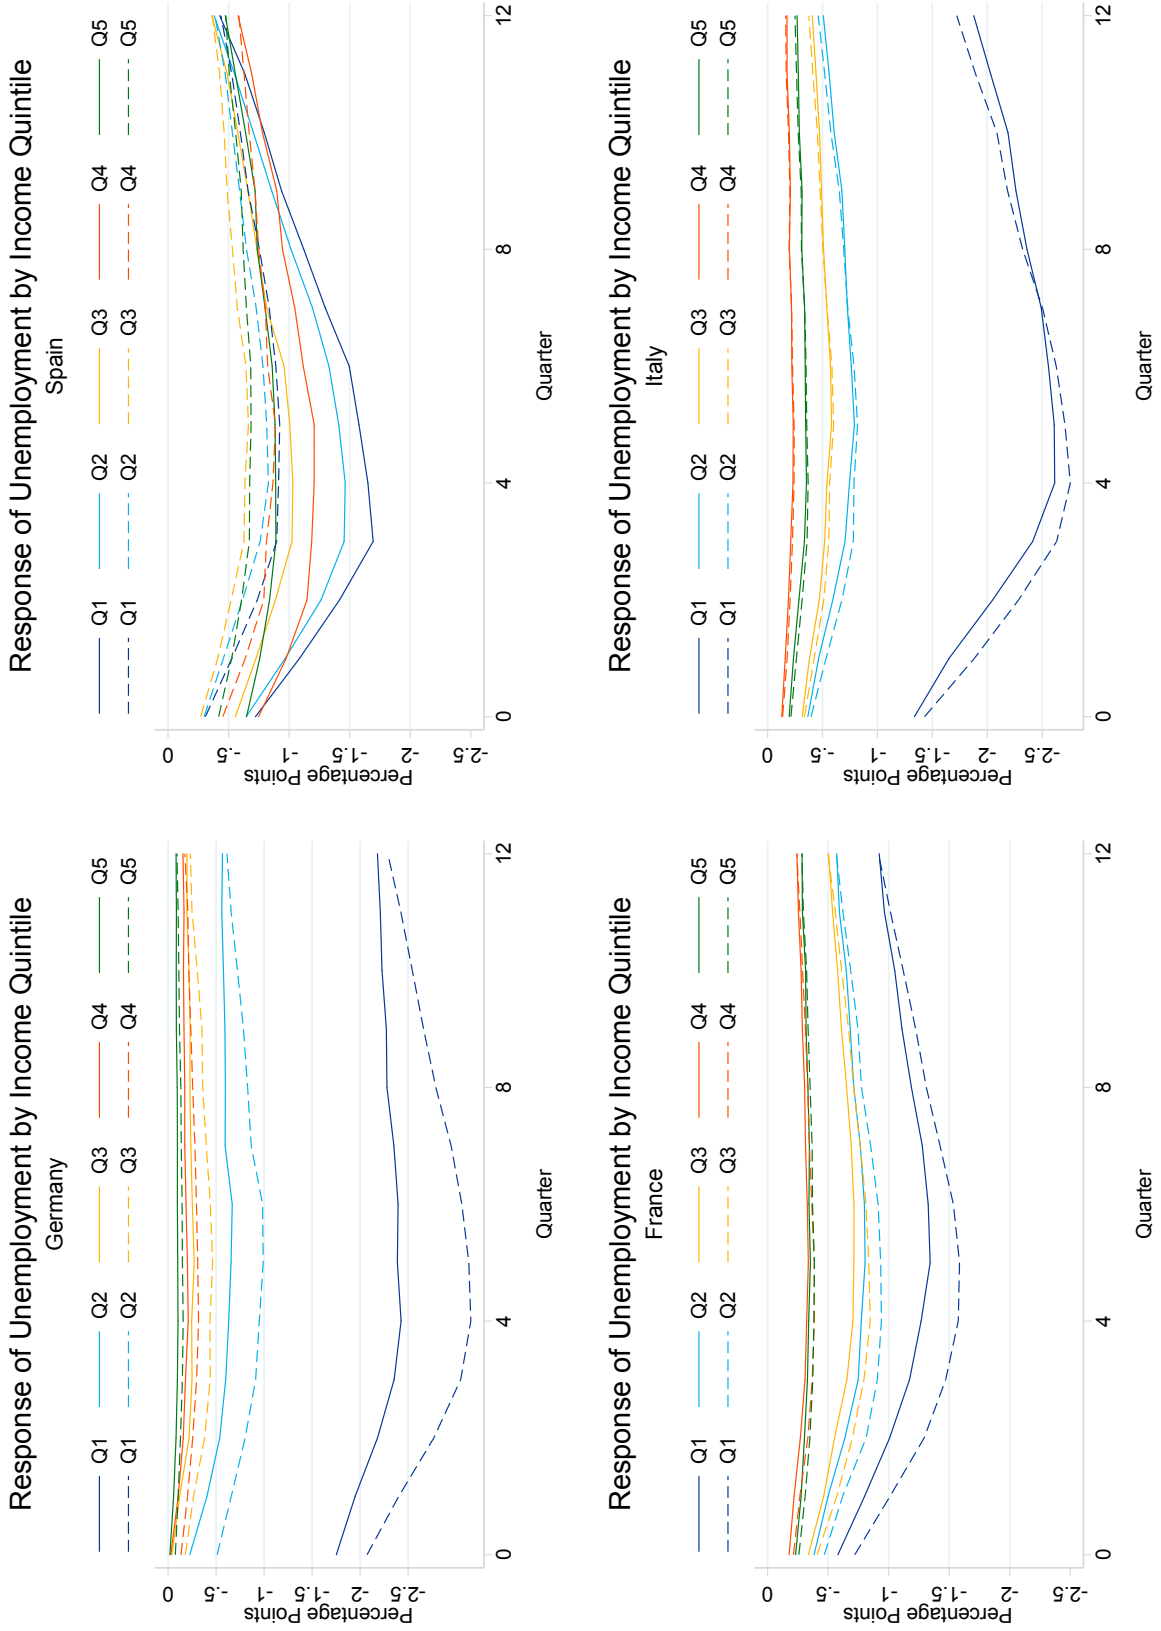 Response of Unemployment by Income Quintile
Germany
Q1 Q2 Q3 Q4 Q5
Q1 Q2 Q3 Q4 Q5
Percentage Points
0
-.5
-1
-1.5
-2
-2.5
0 4 8 12
Quarter
Response of Unemployment by Income Quintile
Spain
Q1 Q2 Q3 Q4 Q5
Q1 Q2 Q3 Q4 Q5
Percentage Points
0
-.5
-1
-1.5
-2
-2.5
0 4 8 12
Quarter
Response of Unemployment by Income Quintile
France
Q1 Q2 Q3 Q4 Q5
Q1 Q2 Q3 Q4 Q5
Percentage Points
0
-.5
-1
-1.5
-2
-2.5
0 4 8 12
Quarter
Response of Unemployment by Income Quintile
Italy
Q1 Q2 Q3 Q4 Q5
Q1 Q2 Q3 Q4 Q5
Percentage Points
0
-.5
-1
-1.5
-2
-2.5
0 4 8 12
Quarter